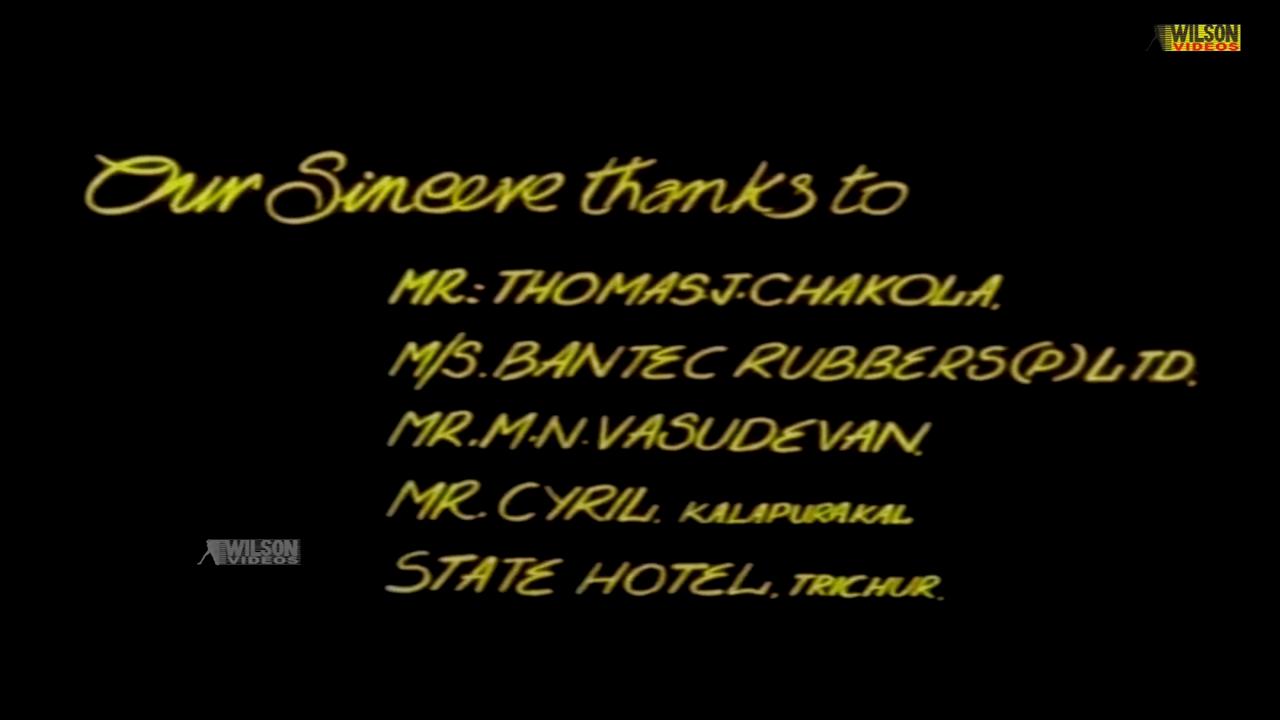 WILSON
VIDEOS
Our Sincere thanks to
MR: THOMAS.J.CHAKOLA.
M/S. BANTEC RUBBERS(P)LTD.
MR.M.N.VASUDEVAN.
MR. CYRIL. KALAPURAKAL
WILSON
VIDEOS
STATE HOTEL. TRICHUR.